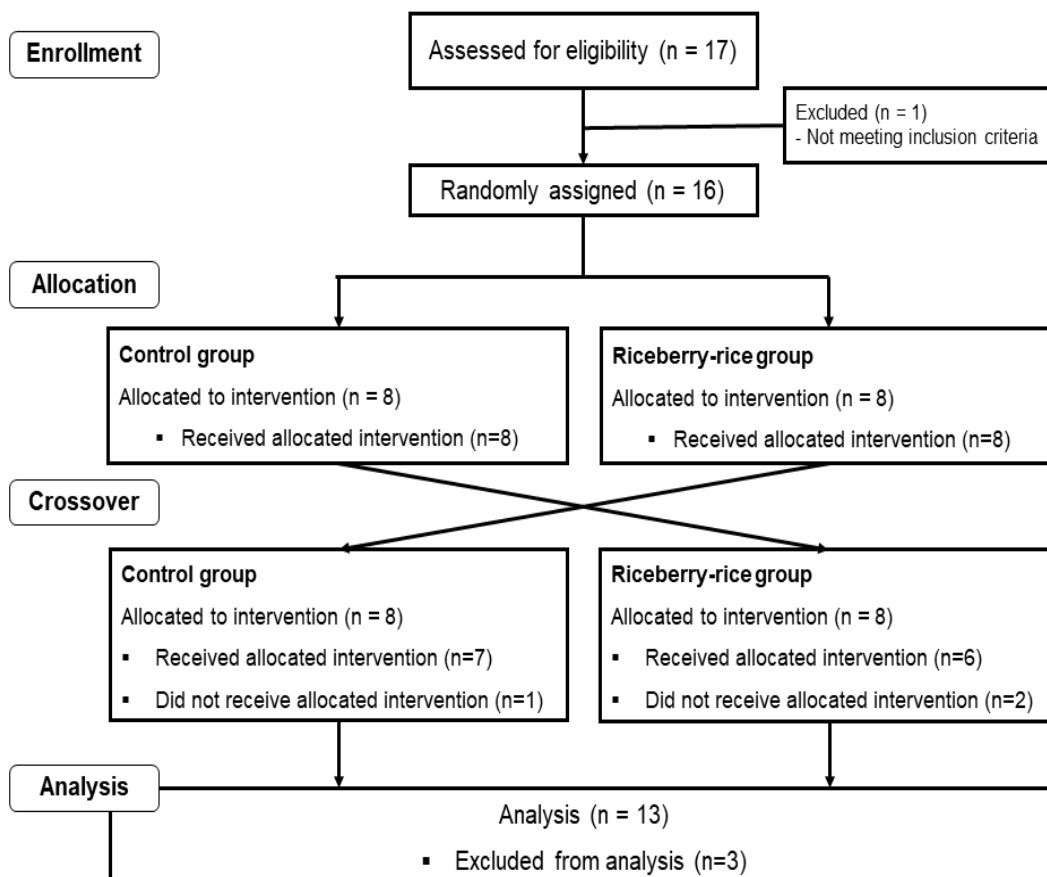 Enrollment
Assessed for eligibility (n = 17)
Excluded (n = 1)
- Not meeting inclusion criteria
Randomly assigned (n = 16)
Allocation
Control group
Allocated to intervention (n = 8)
▪ Received allocated intervention (n=8)
Riceberry-rice group
Allocated to intervention (n = 8)
▪ Received allocated intervention (n=8)
Crossover
Control group
Allocated to intervention (n = 8)
▪ Received allocated intervention (n=7)
▪ Did not receive allocated intervention (n=1)
Riceberry-rice group
Allocated to intervention (n = 8)
▪ Received allocated intervention (n=6)
▪ Did not receive allocated intervention (n=2)
Analysis
Analysis (n = 13)
▪ Excluded from analysis (n=3)